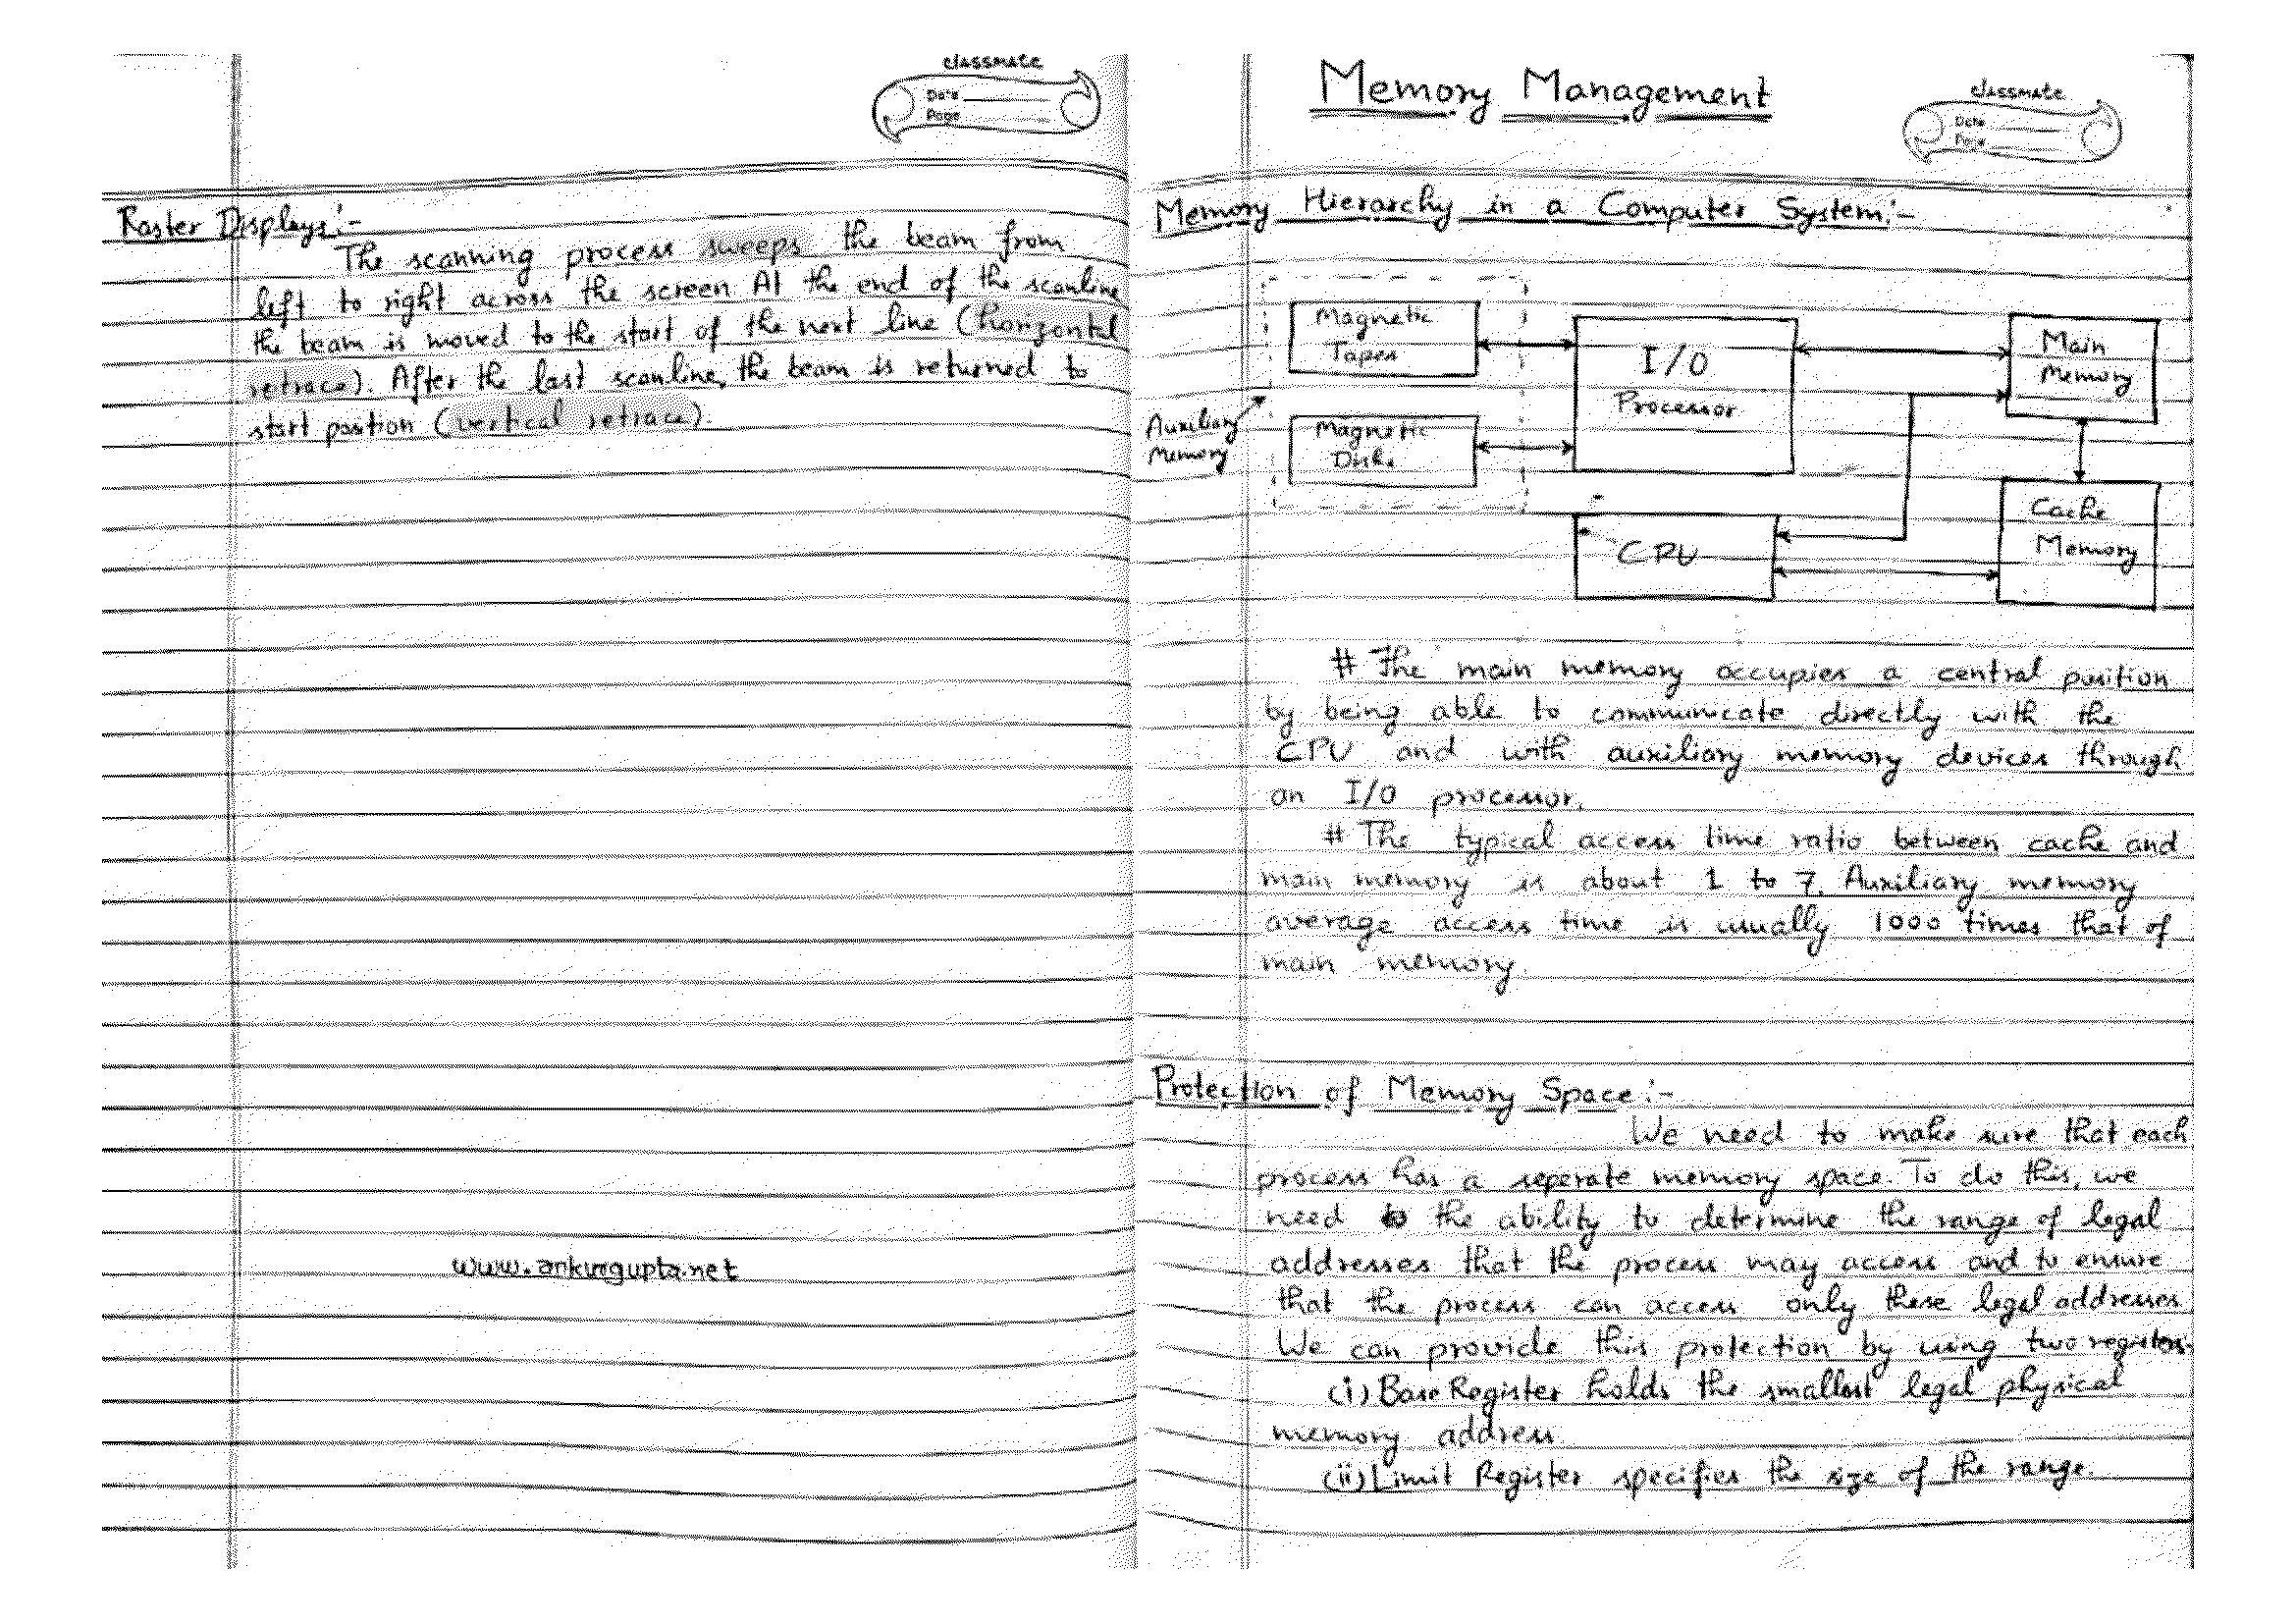 classmate
Date
Page
Raster Displays:-
The scanning process sweeps the beam from
left to right across the screen At the end of the scanline
the beam is moved to the start of the next line (horizontal
retrace). After the last scanline, the beam is returned to
start position (vertical retrace).
www.ankurgupta.net
Memory Management
classmate
Date
Page
Memory Hierarchy in a Computer System:-
Magnetic
Tapes
I/O
Processor
Main
Memory
Auxiliary
Memory
Magnetic
Disks
CPU
Cache
Memory
# The main memory occupies a central position
by being able to communicate directly with the
CPU and with auxiliary memory devices through
an I/O processor.
# The typical access time ratio between cache and
main memory is about 1 to 7. Auxiliary memory
average access time is usually 1000 times that of
main memory.
Protection of Memory Space:-
We need to make sure that each
process has a seperate memory space. To do this, we
need the ability to determine the range of legal
addresses that the process may access and to ensure
that the process can access only these legal addresses.
We can provide this protection by using two registers.
(i) Base Register holds the smallest legal physical
memory address.
(ii) Limit Register specifies the size of the range.